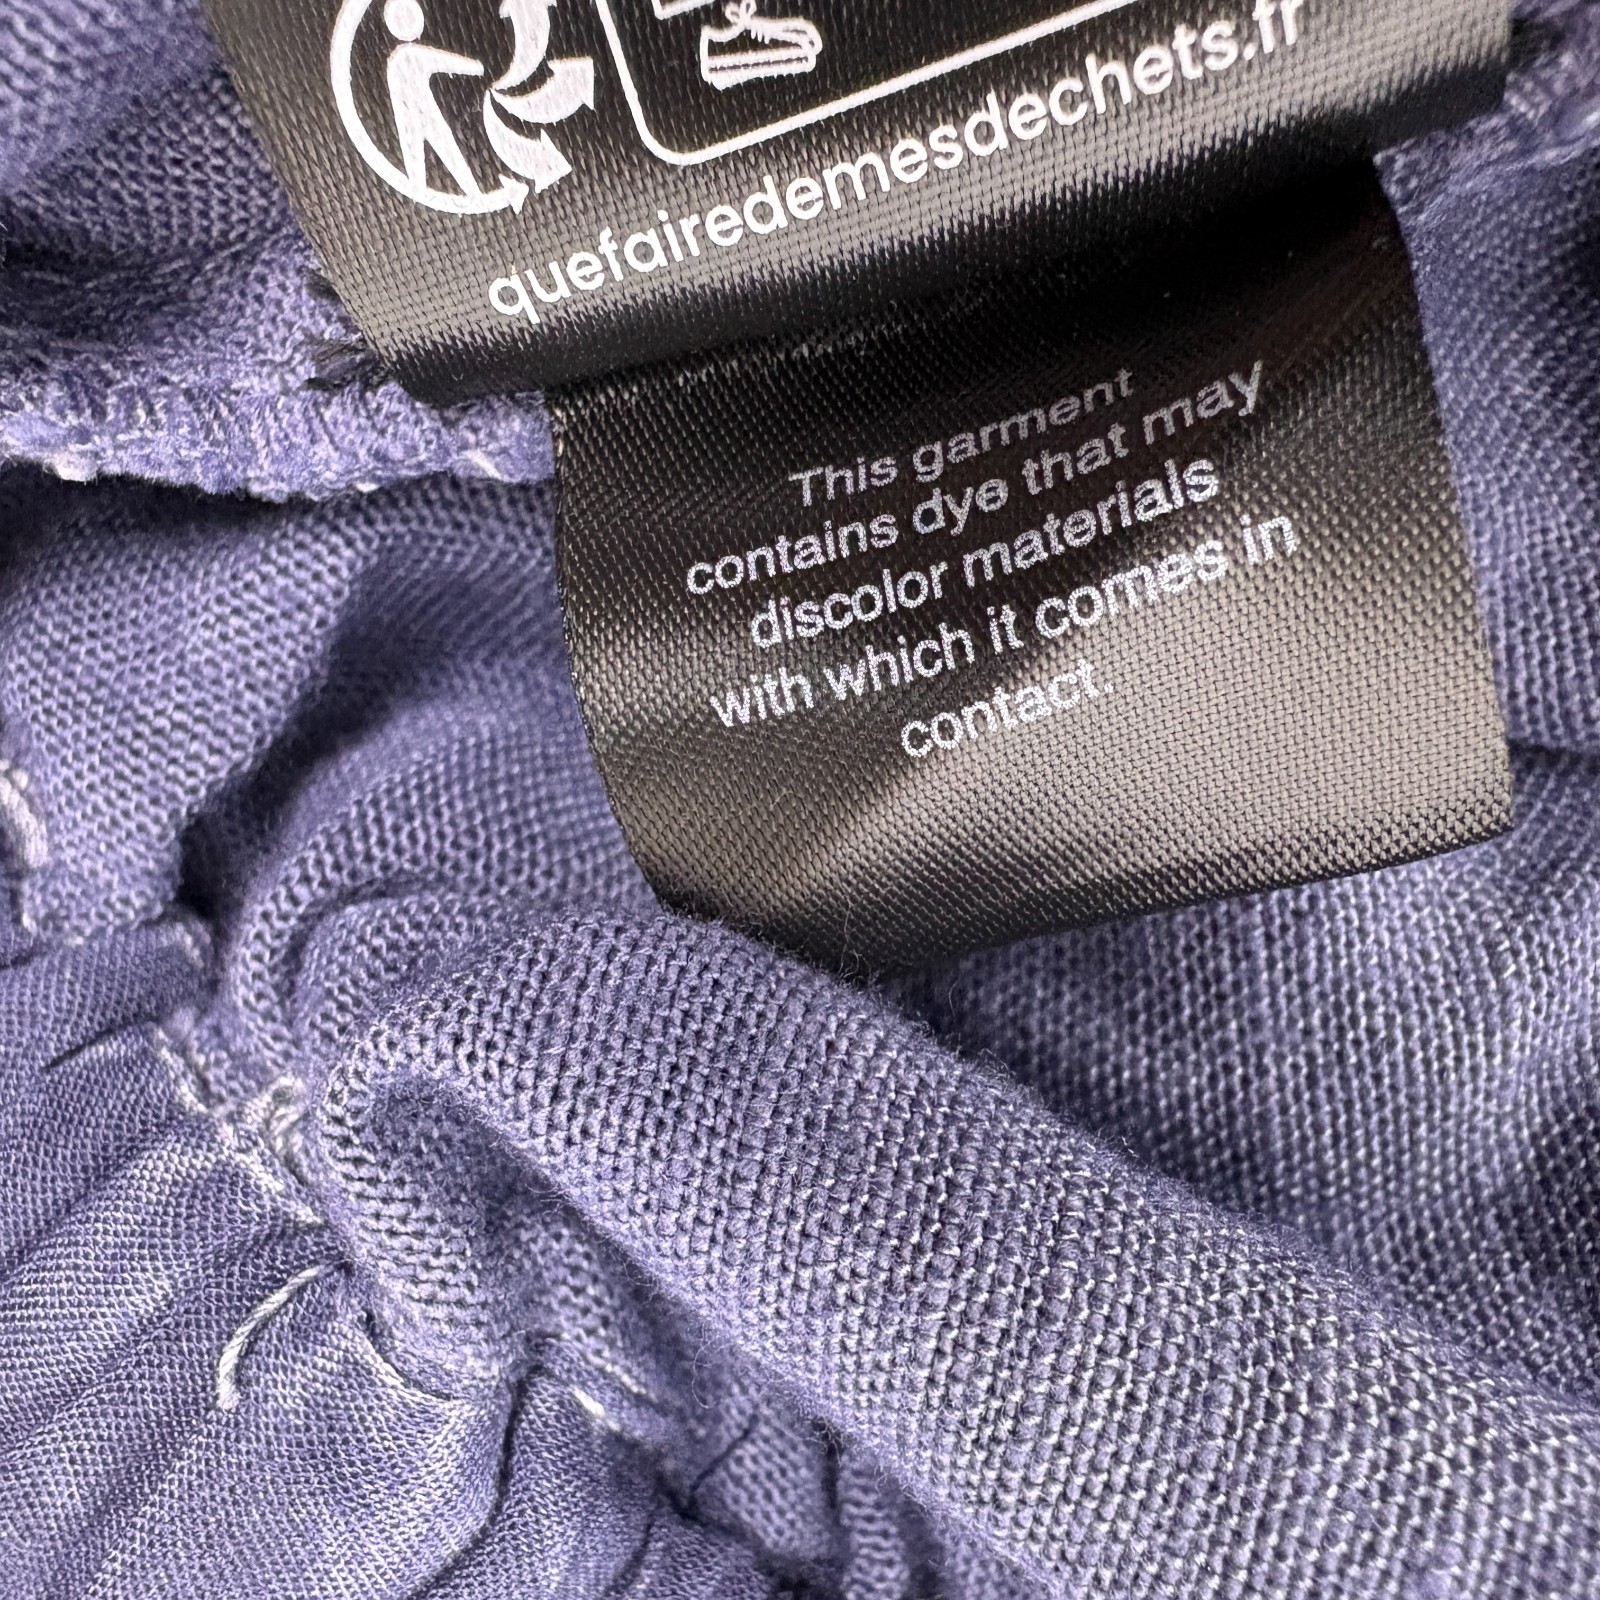 quefairedemesdechets.fr
This garment
contains dye that may
discolor materials
with which it comes in
contact.